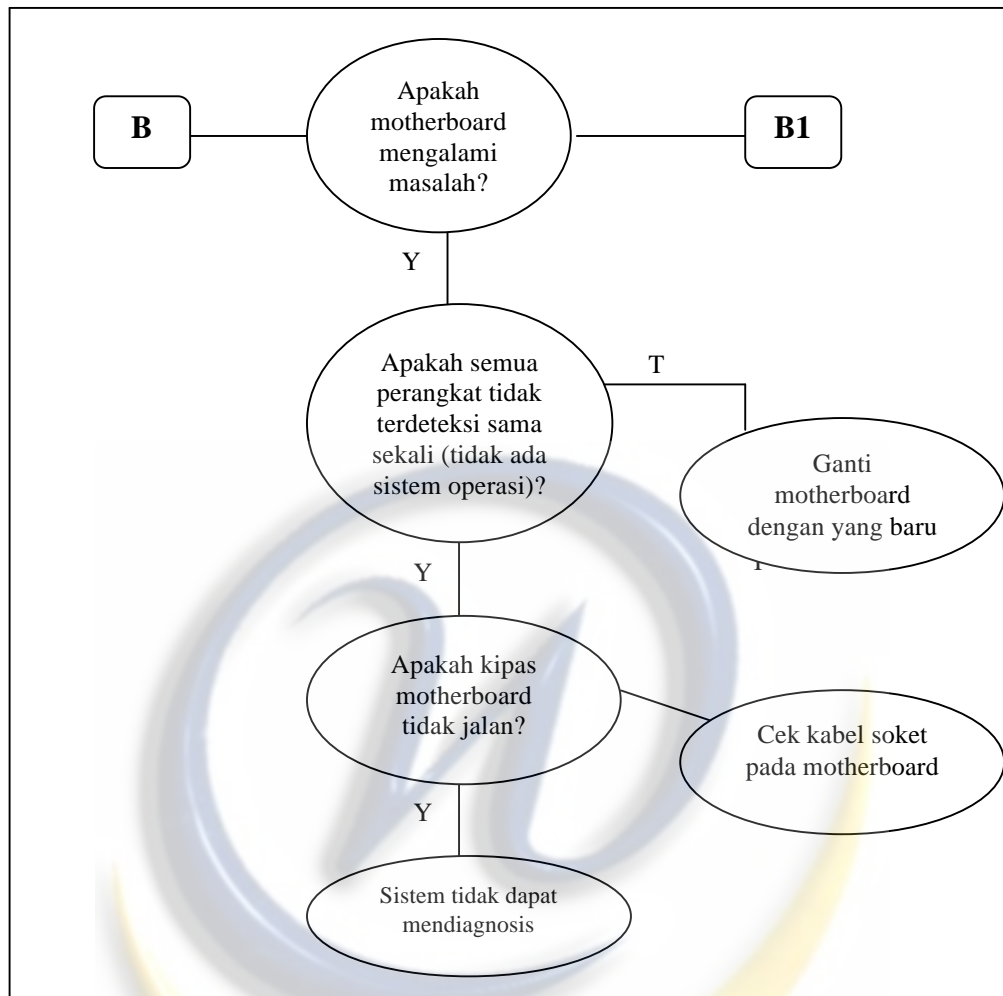 B
Apakah
motherboard
mengalami
masalah?
B1
Y
Apakah semua
perangkat tidak
terdeteksi sama
sekali (tidak ada
sistem operasi)?
T
Ganti
motherboard
dengan yang baru
Y
Apakah kipas
motherboard
tidak jalan?
Cek kabel soket
pada motherboard
Y
Sistem tidak dapat
mendiagnosis